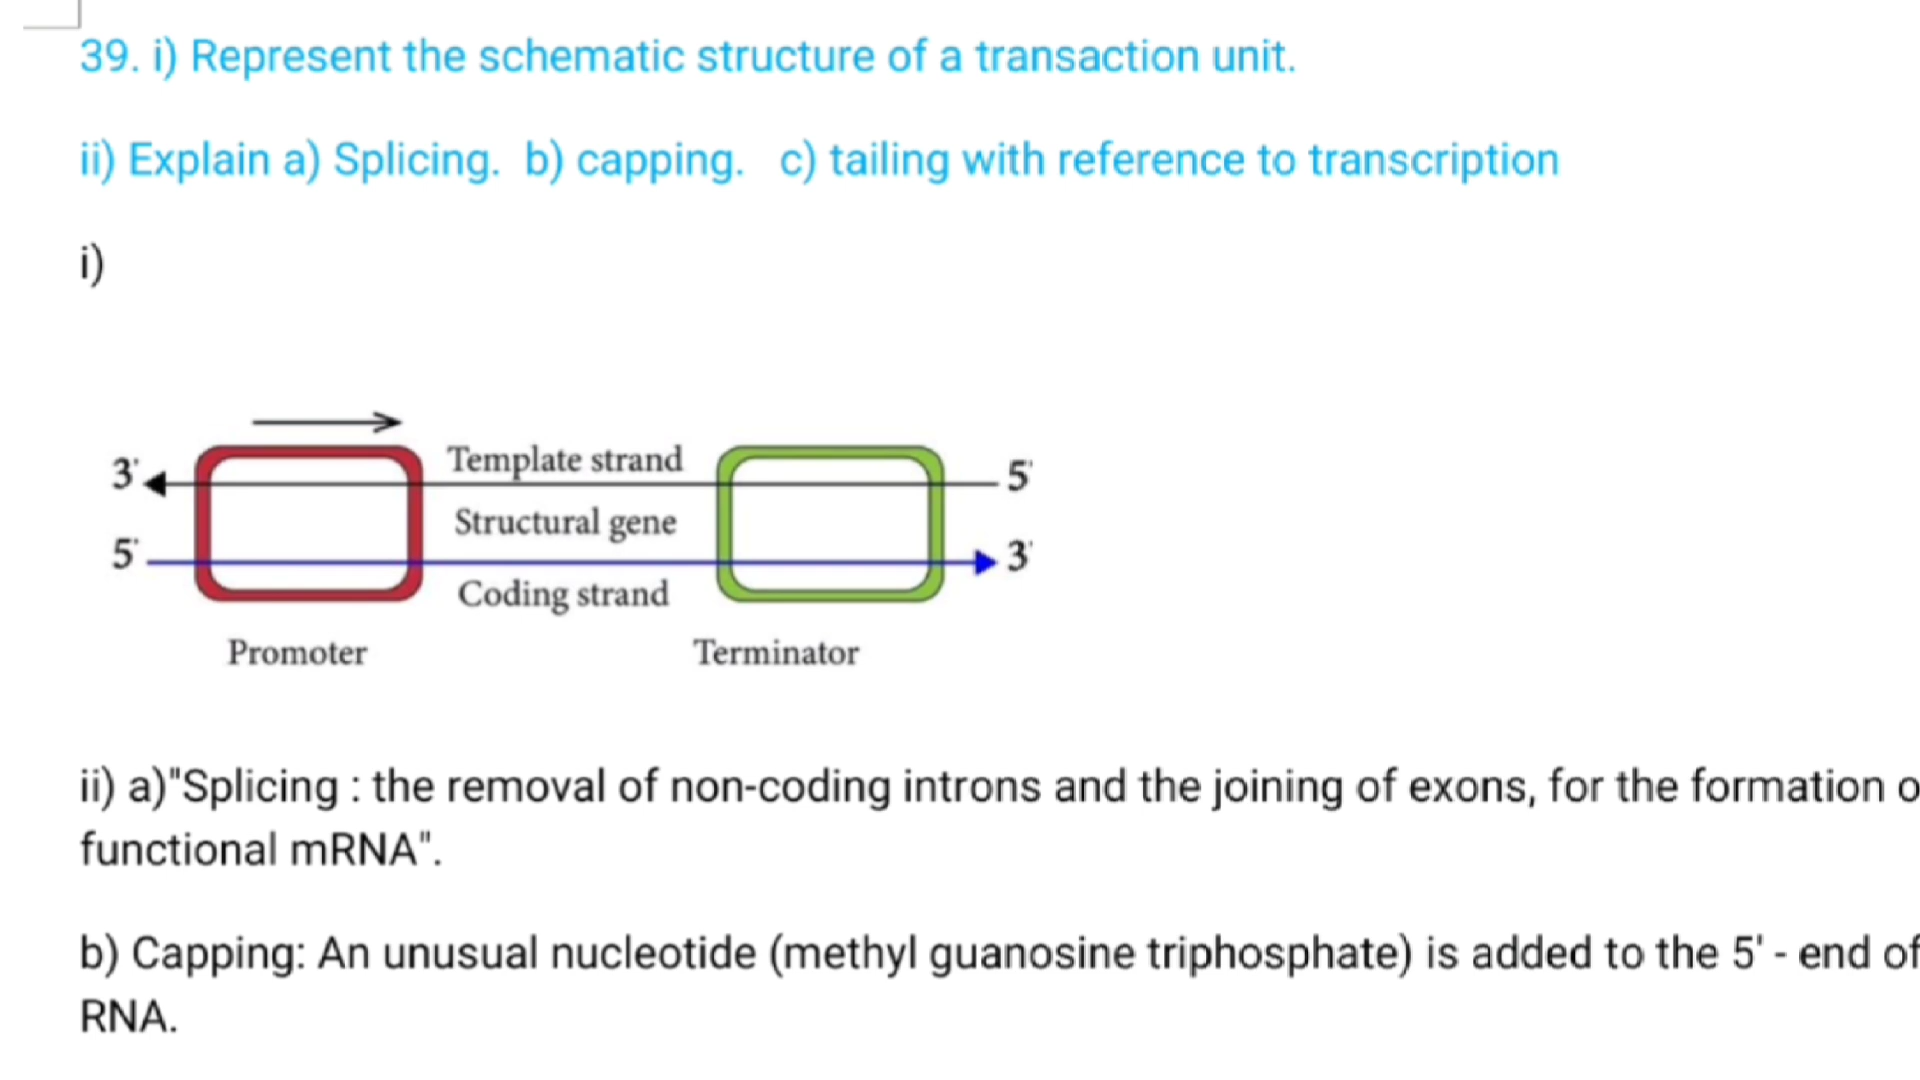 39. i) Represent the schematic structure of a transaction unit.
ii) Explain a) Splicing. b) capping. c) tailing with reference to transcription
i)
3' Template strand 5'
Structural gene
5' 3'
Coding strand
Promoter Terminator
ii) a)"Splicing : the removal of non-coding introns and the joining of exons, for the formation o
functional mRNA".
b) Capping: An unusual nucleotide (methyl guanosine triphosphate) is added to the 5' - end of
RNA.